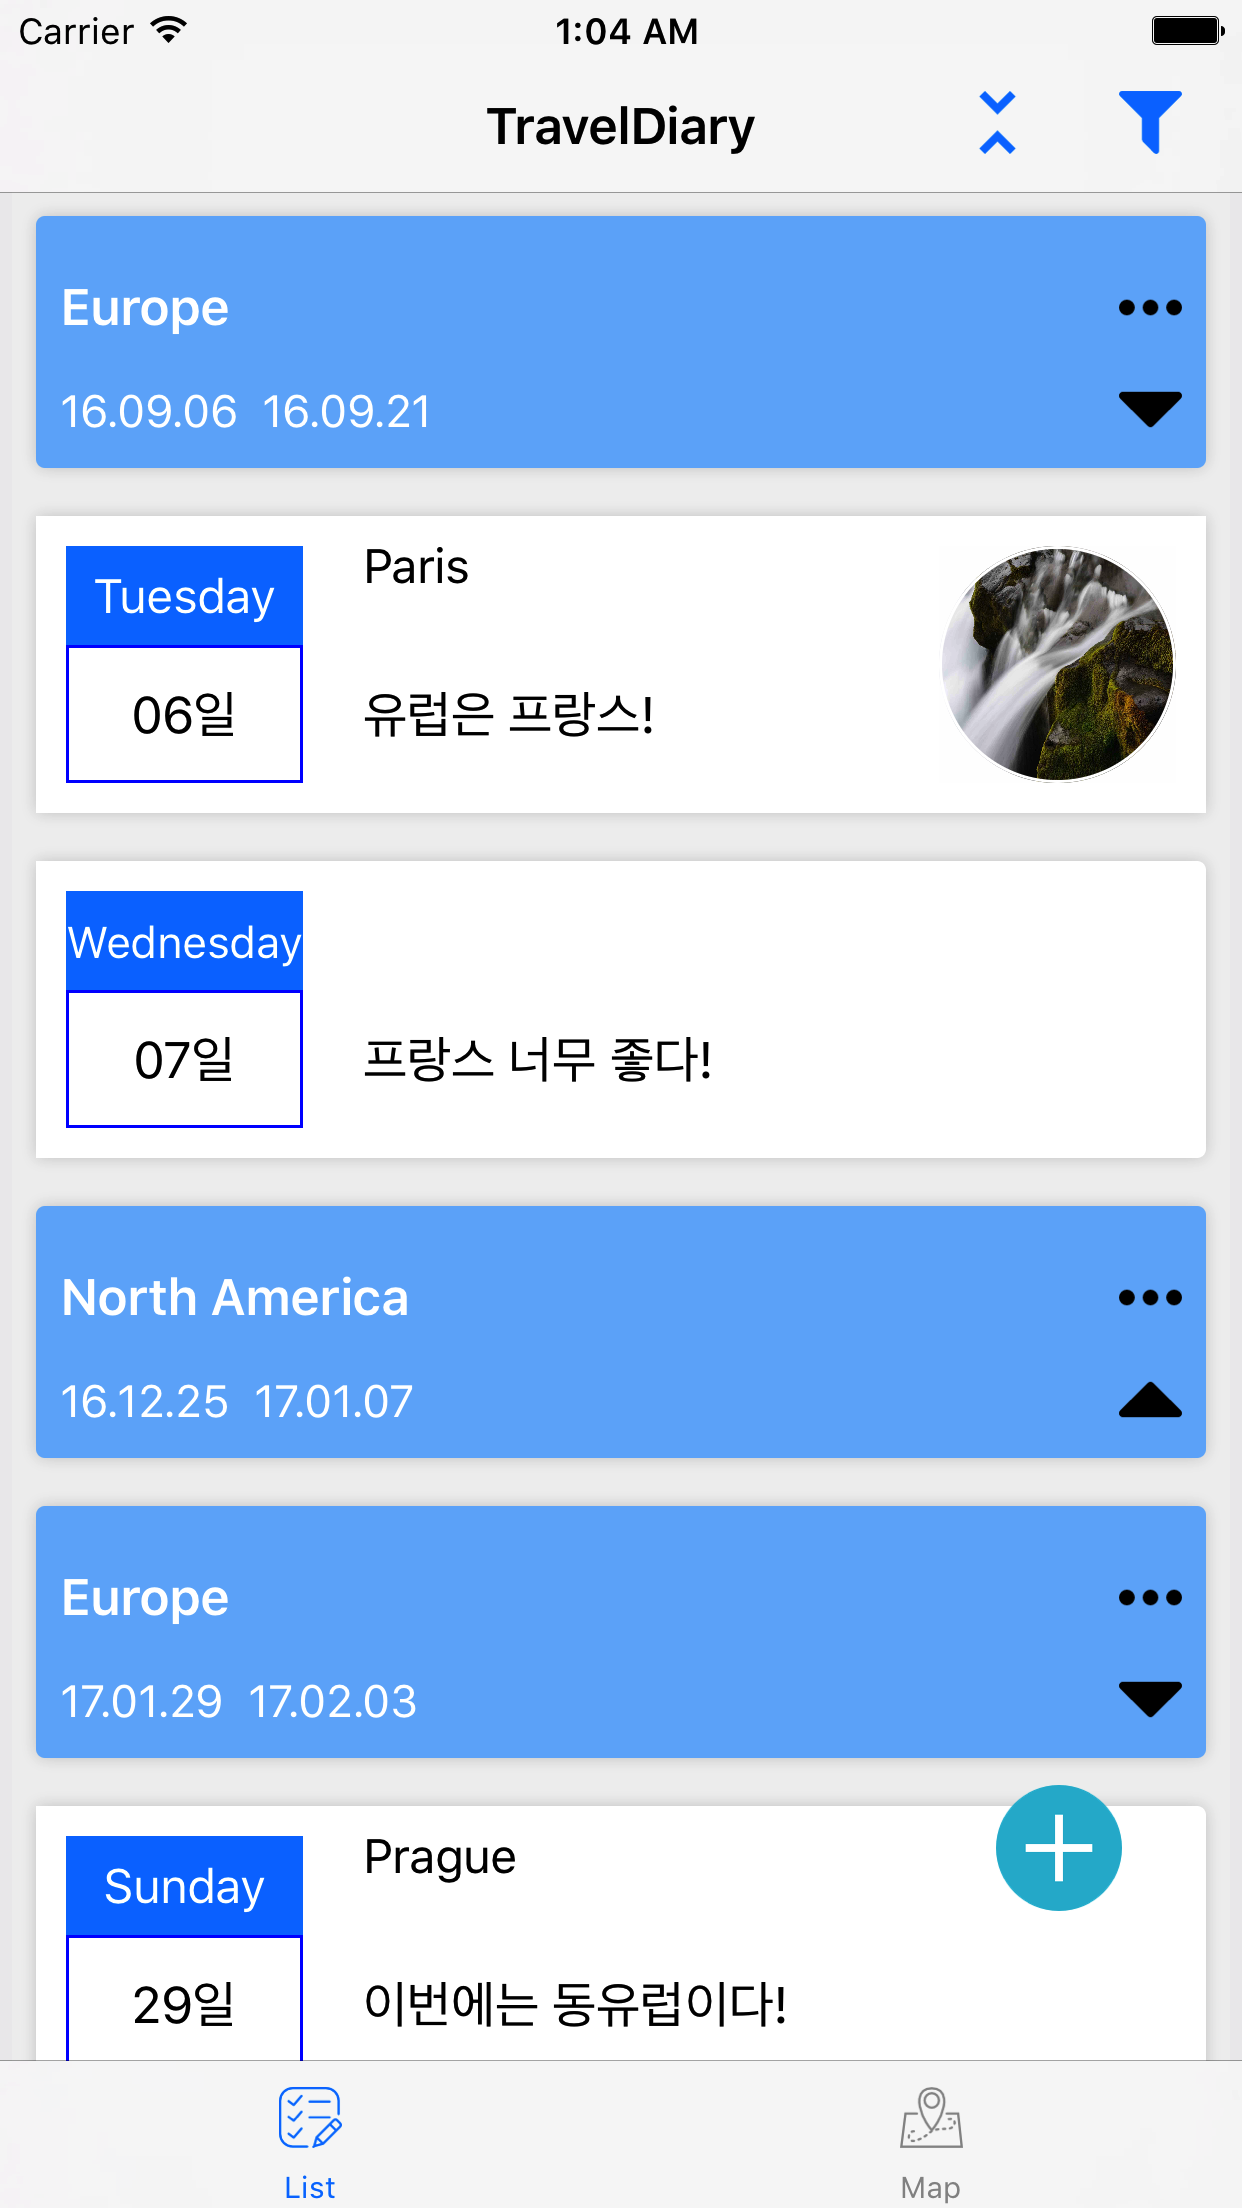 Carrier 1:04 AM
TravelDiary
Europe
16.09.06 16.09.21
Tuesday
06일
Paris
유럽은 프랑스!
Wednesday
07일
프랑스 너무 좋다!
North America
16.12.25 17.01.07
Europe
17.01.29 17.02.03
Sunday
29일
Prague
이번에는 동유럽이다!
List
Map